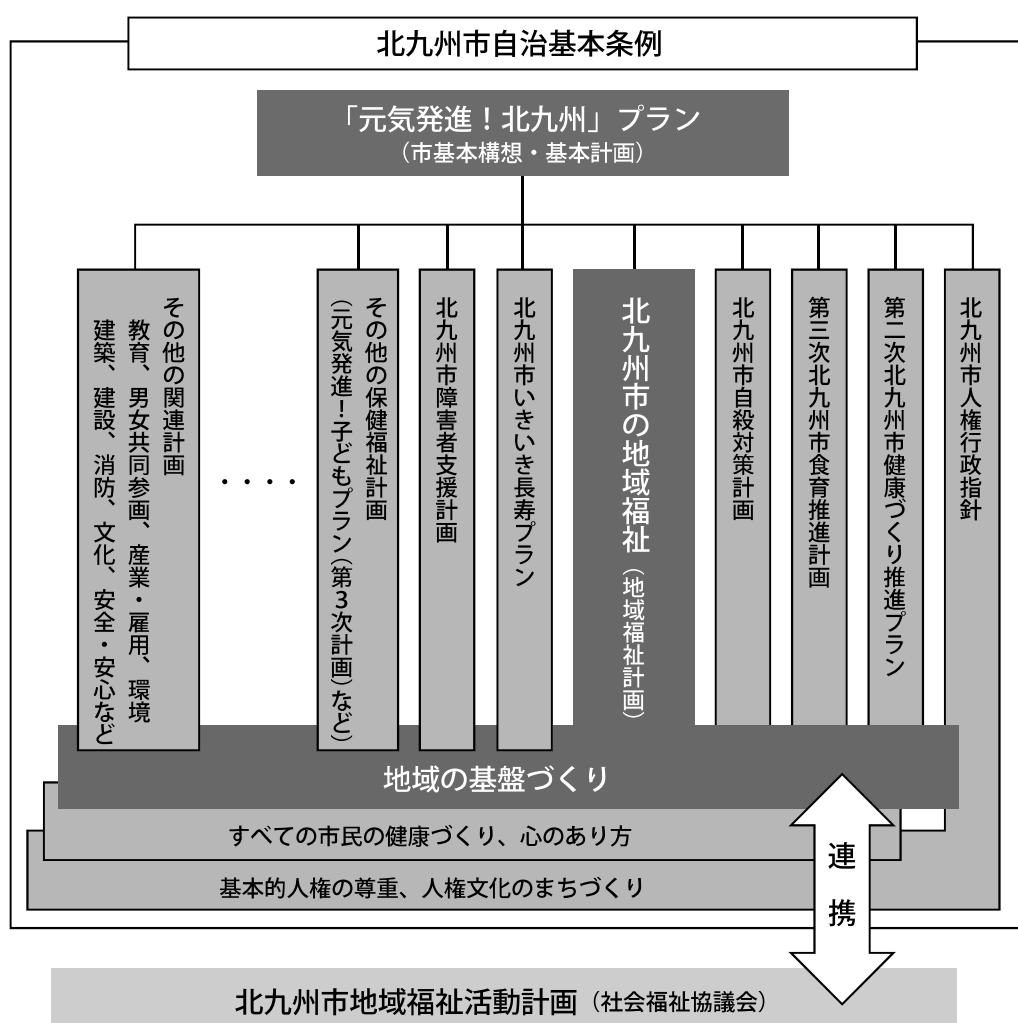 北九州市自治基本条例
「元気発進！北九州」プラン
（市基本構想・基本計画）
北九州市人権行政指針
第二次北九州市健康づくり推進プラン
第三次北九州市食育推進計画
北九州市自殺対策計画
北九州市の地域福祉（地域福祉計画）
北九州市いきいき長寿プラン
北九州市障害者支援計画
その他の保健福祉計画
（元気発進！子どもプラン（第３次計画）など）
・・・・
その他の関連計画
教育、男女共同参画、産業・雇用、環境
建築、建設、消防、文化、安全・安心など
地域の基盤づくり
すべての市民の健康づくり、心のあり方
基本的人権の尊重、人権文化のまちづくり
連携
北九州市地域福祉活動計画（社会福祉協議会）